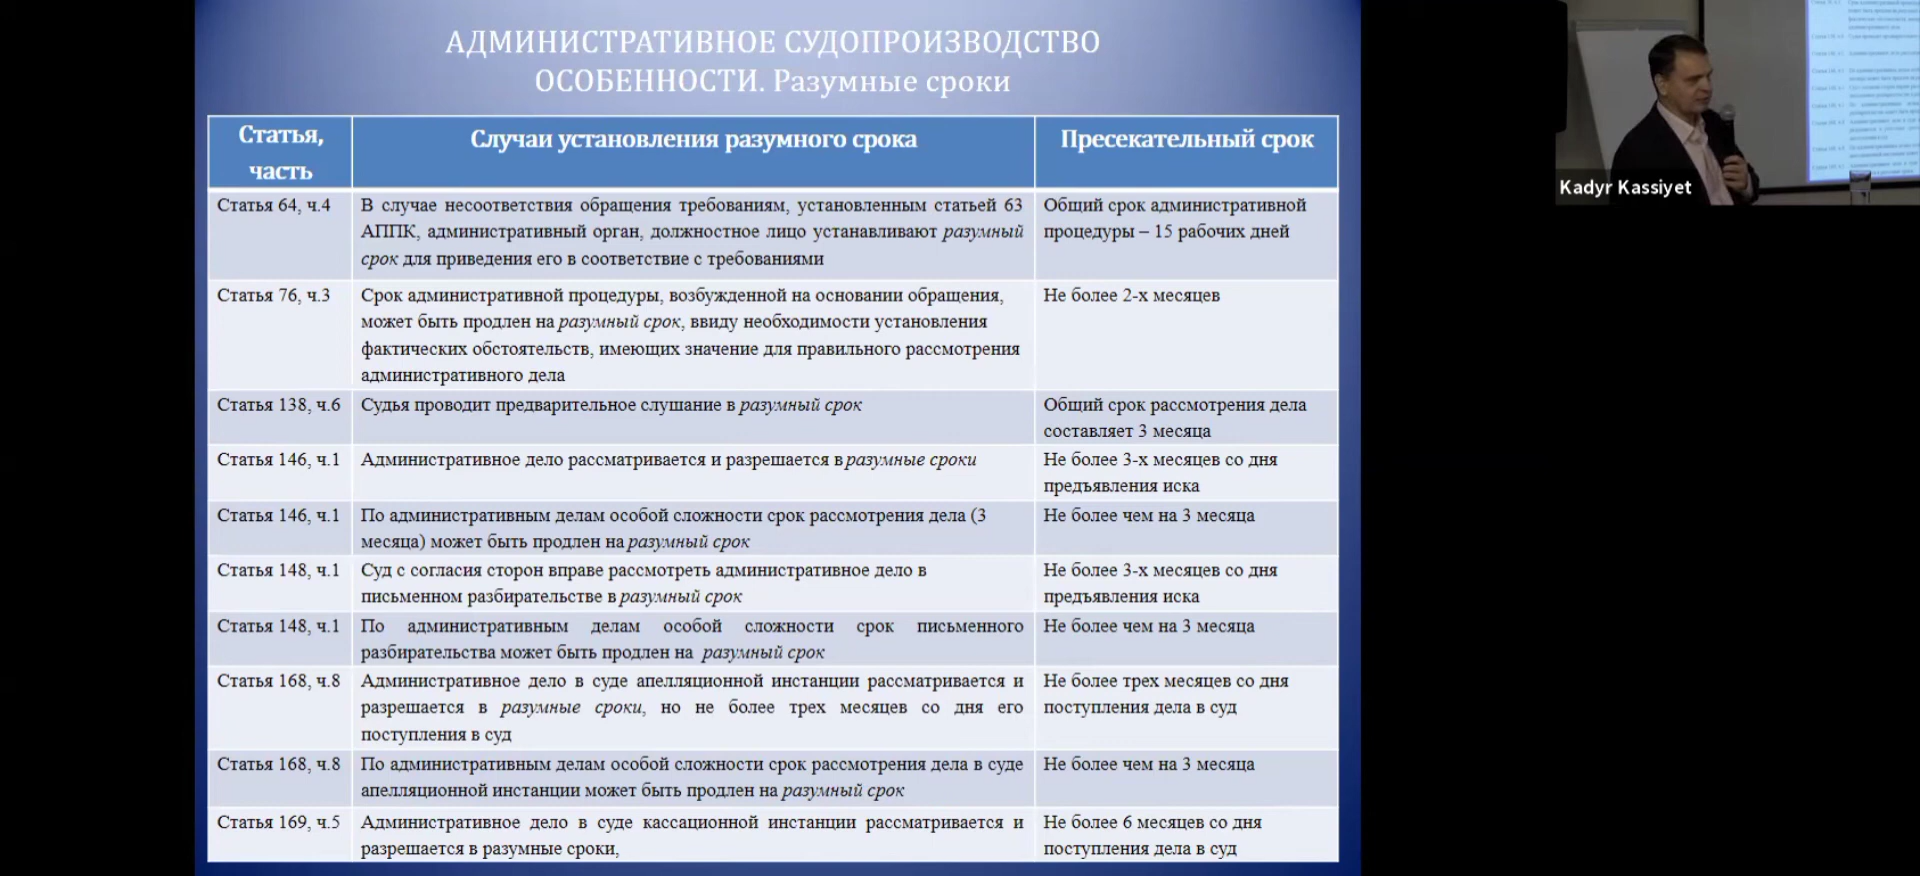 АДМИНИСТРАТИВНОЕ СУДОПРОИЗВОДСТВО
ОСОБЕННОСТИ. Разумные сроки
Статья,
часть
Случаи установления разумного срока
Пресекательный срок
Статья 64, ч.4
В случае несоответствия обращения требованиям, установленным статьей 63
АППК, административный орган, должностное лицо устанавливают разумный
срок для приведения его в соответствие с требованиями
Общий срок административной
процедуры – 15 рабочих дней
Статья 76, ч.3
Срок административной процедуры, возбужденной на основании обращения,
может быть продлен на разумный срок, ввиду необходимости установления
фактических обстоятельств, имеющих значение для правильного рассмотрения
административного дела
Не более 2-х месяцев
Статья 138, ч.6
Судья проводит предварительное слушание в разумный срок
Общий срок рассмотрения дела
составляет 3 месяца
Статья 146, ч.1
Административное дело рассматривается и разрешается в разумные сроки
Не более 3-х месяцев со дня
предъявления иска
Статья 146, ч.1
По административным делам особой сложности срок рассмотрения дела (3
месяца) может быть продлен на разумный срок
Не более чем на 3 месяца
Статья 148, ч.1
Суд с согласия сторон вправе рассмотреть административное дело в
письменном разбирательстве в разумный срок
Не более 3-х месяцев со дня
предъявления иска
Статья 148, ч.1
По административным делам особой сложности срок письменного
разбирательства может быть продлен на разумный срок
Не более чем на 3 месяца
Статья 168, ч.8
Административное дело в суде апелляционной инстанции рассматривается и
разрешается в разумные сроки, но не более трех месяцев со дня его
поступления в суд
Не более трех месяцев со дня
поступления дела в суд
Статья 168, ч.8
По административным делам особой сложности срок рассмотрения дела в суде
апелляционной инстанции может быть продлен на разумный срок
Не более чем на 3 месяца
Статья 169, ч.5
Административное дело в суде кассационной инстанции рассматривается и
разрешается в разумные сроки,
Не более 6 месяцев со дня
поступления дела в суд
Kadyr Kassiyet